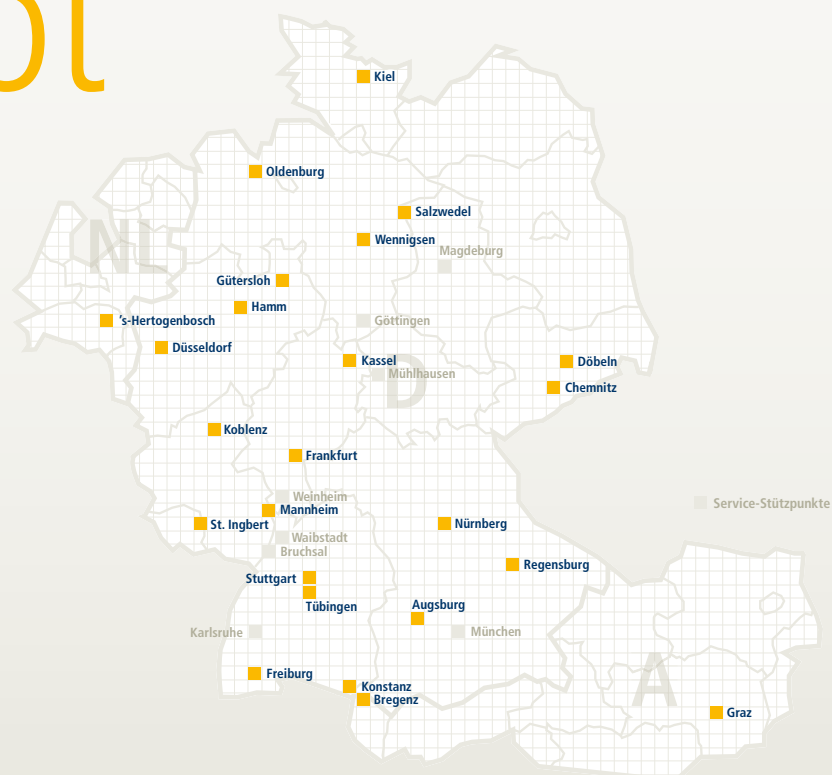 Kiel
Oldenburg
Salzwedel
NL
Wennigsen
Magdeburg
Gütersloh
Hamm
's-Hertogenbosch
Göttingen
Düsseldorf
Kassel
Döbeln
Mühlhausen
D
Chemnitz
Koblenz
Frankfurt
Weinheim
Service-Stützpunkte
Mannheim
St. Ingbert
Nürnberg
Waibstadt
Bruchsal
Regensburg
Stuttgart
Tübingen
Augsburg
Karlsruhe
München
Freiburg
A
Konstanz
Bregenz
Graz